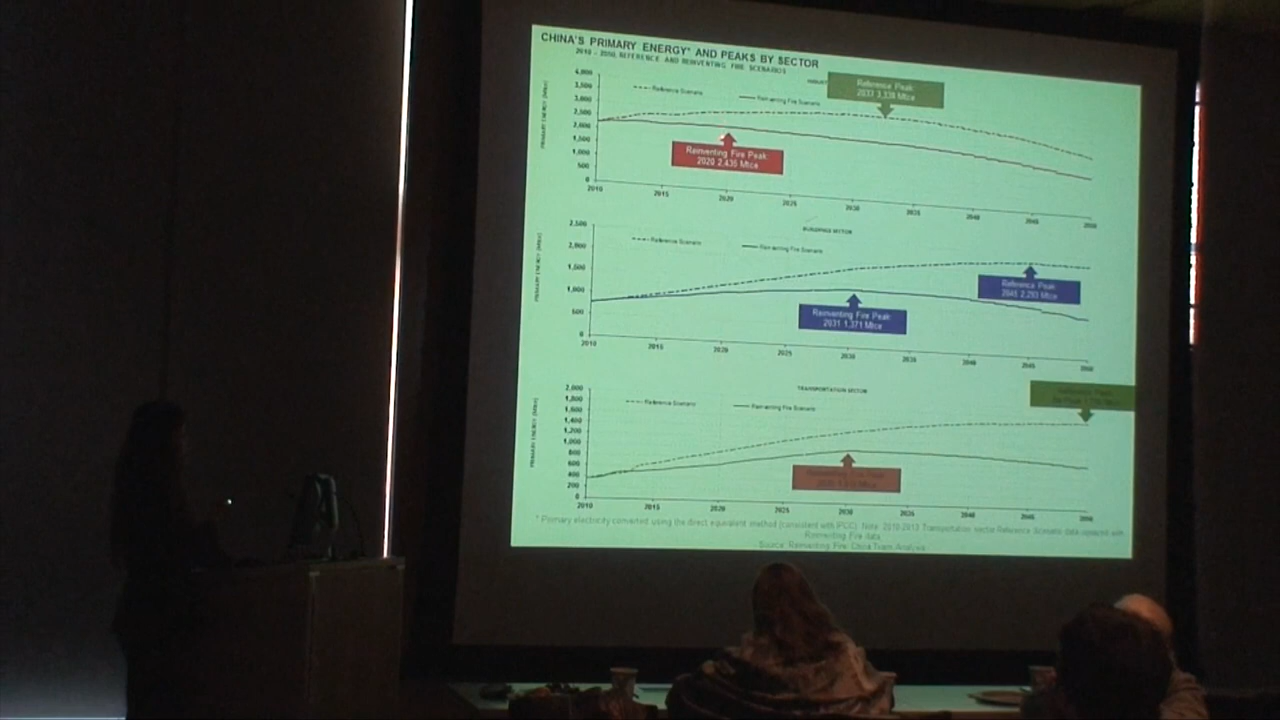 CHINA'S PRIMARY ENERGY* AND PEAKS BY SECTOR
2010 - 2050, REFERENCE AND REINVENTING FIRE SCENARIOS
PRIMARY ENERGY (Mtce)
4,000
3,500
3,000
2,500
2,000
1,500
1,000
500
0
Reference Scenario
Reinventing Fire Scenario
Reference Peak:
Mtce
Reinventing Fire Peak:
2020 2,435 Mtce
2010 2015 2020 2025 2030 2035 2040 2045 2050
BUILDINGS SECTOR
PRIMARY ENERGY (Mtce)
2,500
2,000
1,500
1,000
500
0
Reference Scenario
Reinventing Fire Scenario
Reference Peak:
2045 Mtce
Reinventing Fire Peak:
2031 1,371 Mtce
2010 2015 2020 2025 2030 2035 2040 2045 2050
TRANSPORTATION SECTOR
PRIMARY ENERGY (Mtce)
2,000
1,800
1,600
1,400
1,200
1,000
800
600
400
200
0
Reference Scenario
Reinventing Fire Scenario
Reinventing Fire Peak:
2010 2015 2020 2025 2030 2035 2040 2045 2050
* Primary electricity converted using the direct equivalent method (consistent with IPCC). Note: 2010-2013 Transportation sector Reference Scenario data replaced with
Reinventing Fire data.
Source: Reinventing Fire: China Team Analysis